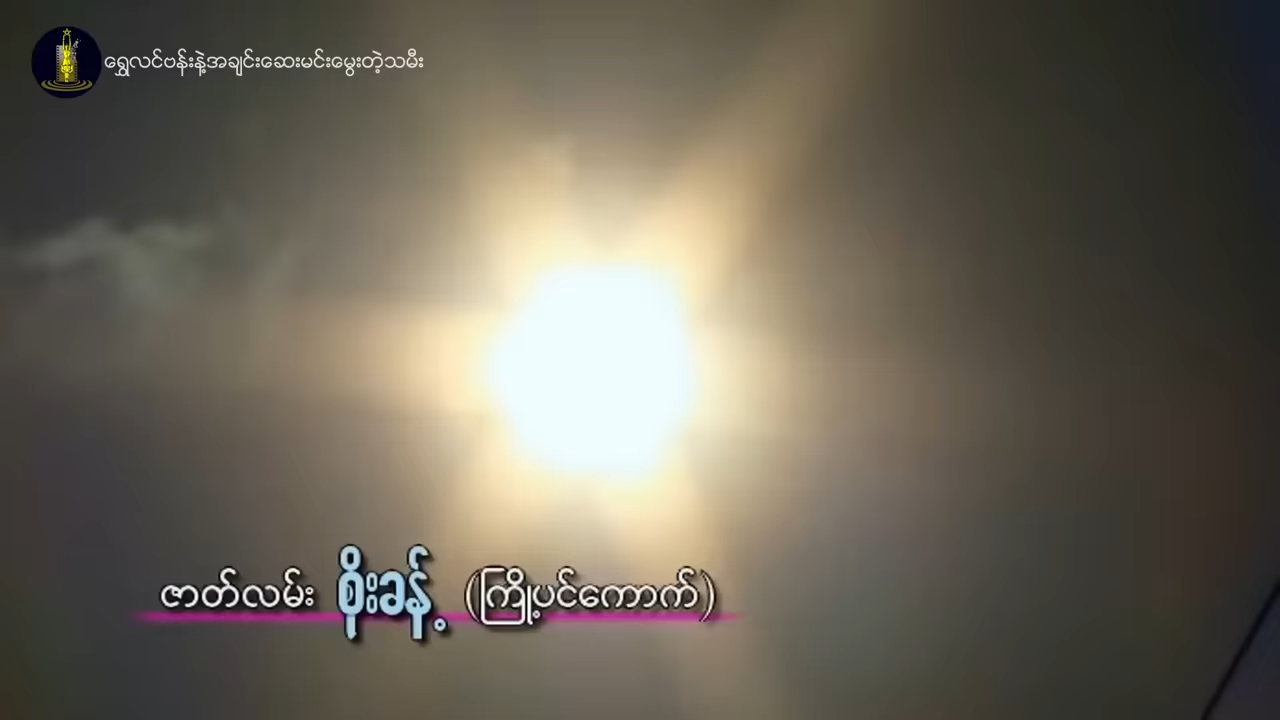 ရွှေလင်ဗန်းနဲ့အချင်းဆေးမင်းမွေးတဲ့သမီး
ဇာတ်လမ်း စိုးခန့် (ကြို့ပင်ကောက်)